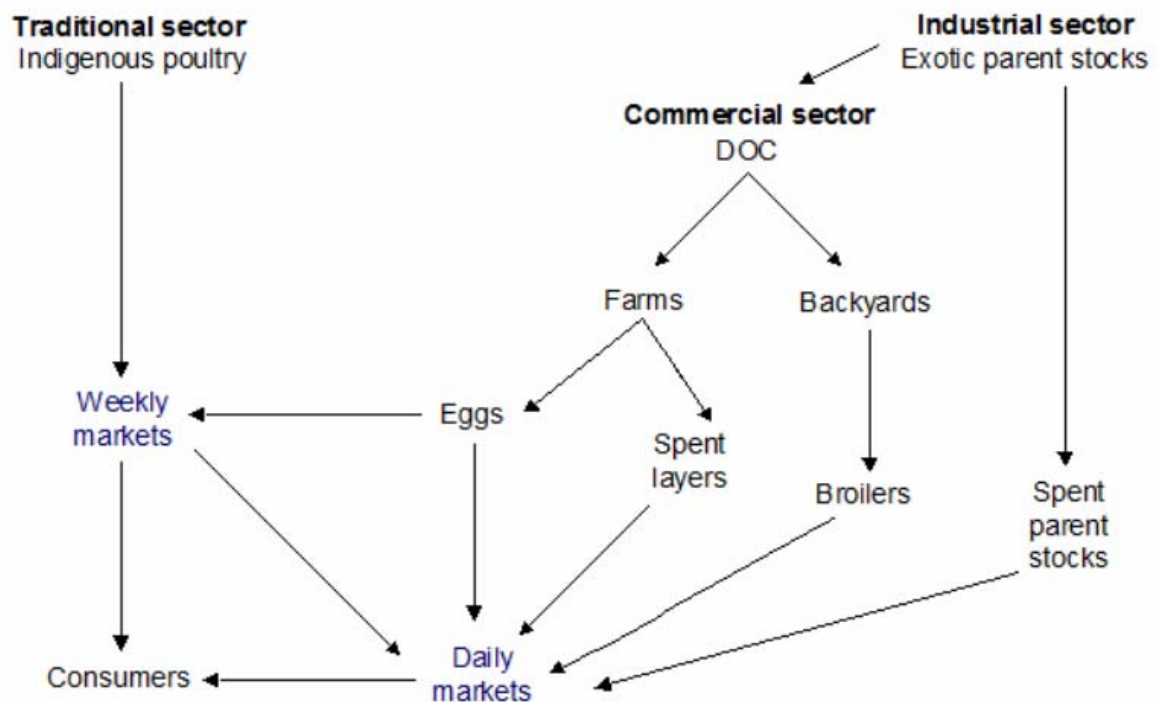 Traditional sector
Indigenous poultry
Industrial sector
Exotic parent stocks
Commercial sector
DOC
Farms
Backyards
Weekly
markets
Eggs
Spent
layers
Broilers
Spent
parent
stocks
Consumers
Daily
markets